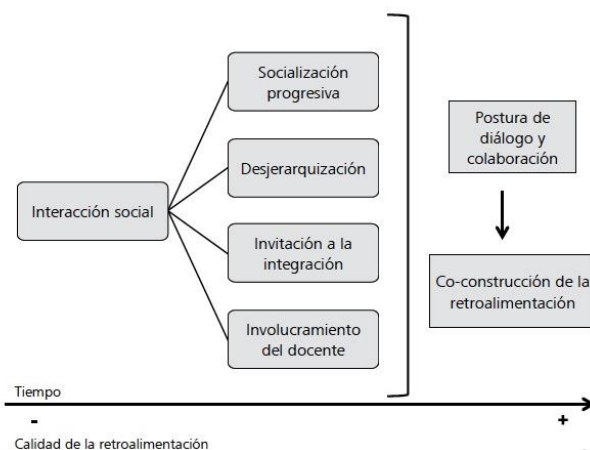 Socialización
progresiva
Desjerarquización
Interacción social
Invitación a la
integración
Involucramiento
del docente
Postura de
diálogo y
colaboración
Co-construcción de la
retroalimentación
Tiempo
- +
Calidad de la retroalimentación